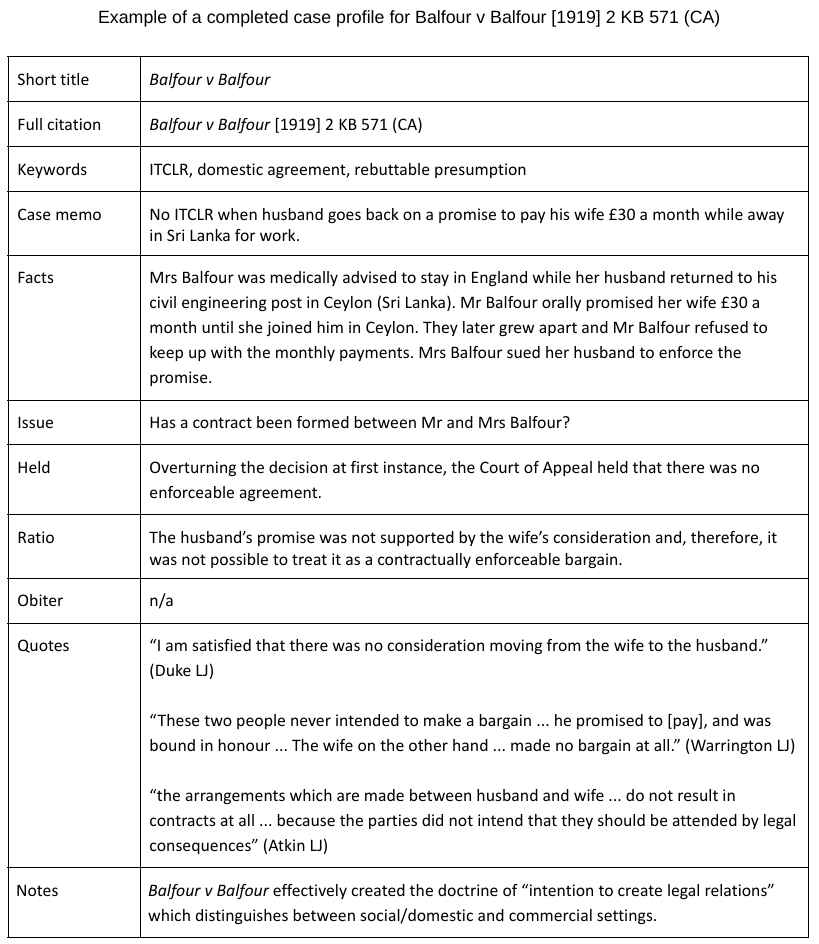 Example of a completed case profile for Balfour v Balfour [1919] 2 KB 571 (CA)
Short title
Balfour v Balfour
Full citation
Balfour v Balfour [1919] 2 KB 571 (CA)
Keywords
ITCLR, domestic agreement, rebuttable presumption
Case memo
No ITCLR when husband goes back on a promise to pay his wife £30 a month while away
in Sri Lanka for work.
Facts
Mrs Balfour was medically advised to stay in England while her husband returned to his
civil engineering post in Ceylon (Sri Lanka). Mr Balfour orally promised her wife £30 a
month until she joined him in Ceylon. They later grew apart and Mr Balfour refused to
keep up with the monthly payments. Mrs Balfour sued her husband to enforce the
promise.
Issue
Has a contract been formed between Mr and Mrs Balfour?
Held
Overturning the decision at first instance, the Court of Appeal held that there was no
enforceable agreement.
Ratio
The husband’s promise was not supported by the wife’s consideration and, therefore, it
was not possible to treat it as a contractually enforceable bargain.
Obiter
n/a
Quotes
“I am satisfied that there was no consideration moving from the wife to the husband.”
(Duke LJ)
“These two people never intended to make a bargain ... he promised to [pay], and was
bound in honour ... The wife on the other hand ... made no bargain at all.” (Warrington LJ)
“the arrangements which are made between husband and wife ... do not result in
contracts at all ... because the parties did not intend that they should be attended by legal
consequences” (Atkin LJ)
Notes
Balfour v Balfour effectively created the doctrine of “intention to create legal relations”
which distinguishes between social/domestic and commercial settings.